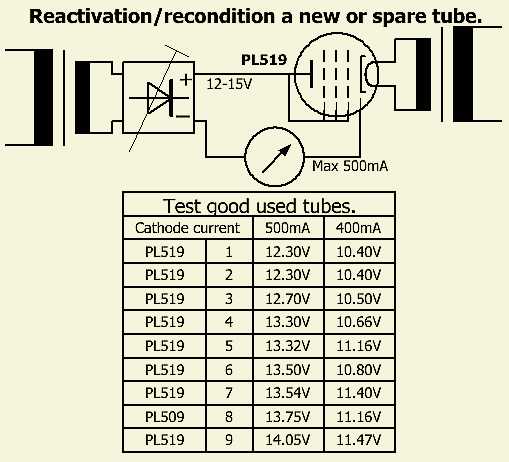 Reactivation/recondition a new or spare tube.
PL519
+
12-15V
−
Max 500mA
Test good used tubes.
Cathode current 500mA 400mA
PL519 1 12.30V 10.40V
PL519 2 12.30V 10.40V
PL519 3 12.70V 10.50V
PL519 4 13.30V 10.66V
PL519 5 13.32V 11.16V
PL519 6 13.50V 10.80V
PL519 7 13.54V 11.40V
PL509 8 13.75V 11.16V
PL519 9 14.05V 11.47V